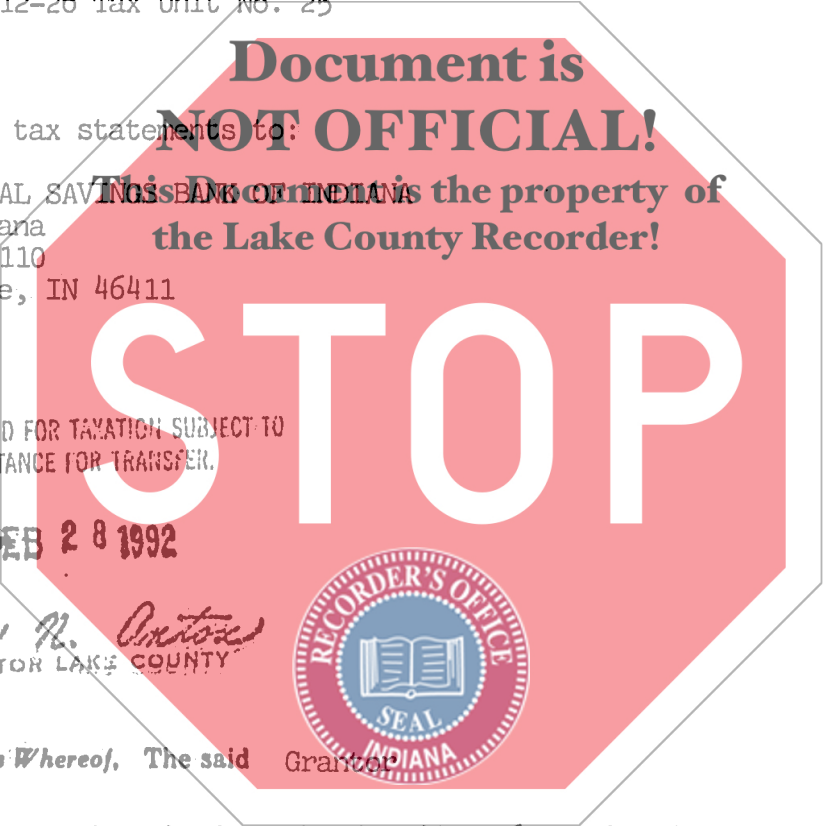 12-26 Tax Unit No. 25
Document is
NOT OFFICIAL!
tax statements to:
This Document is the property of
AL SAVINGS BANK OF INDIANA
the Lake County Recorder!
ana
110
e, IN 46411
STOP
D FOR TAXATION SUBJECT TO
TANCE FOR TRANSFER.
EB 28 1992
N. Anton
TOR LAKE COUNTY
RECORDER'S OFFICE
SEAL
INDIANA
Whereof, The said Grantor